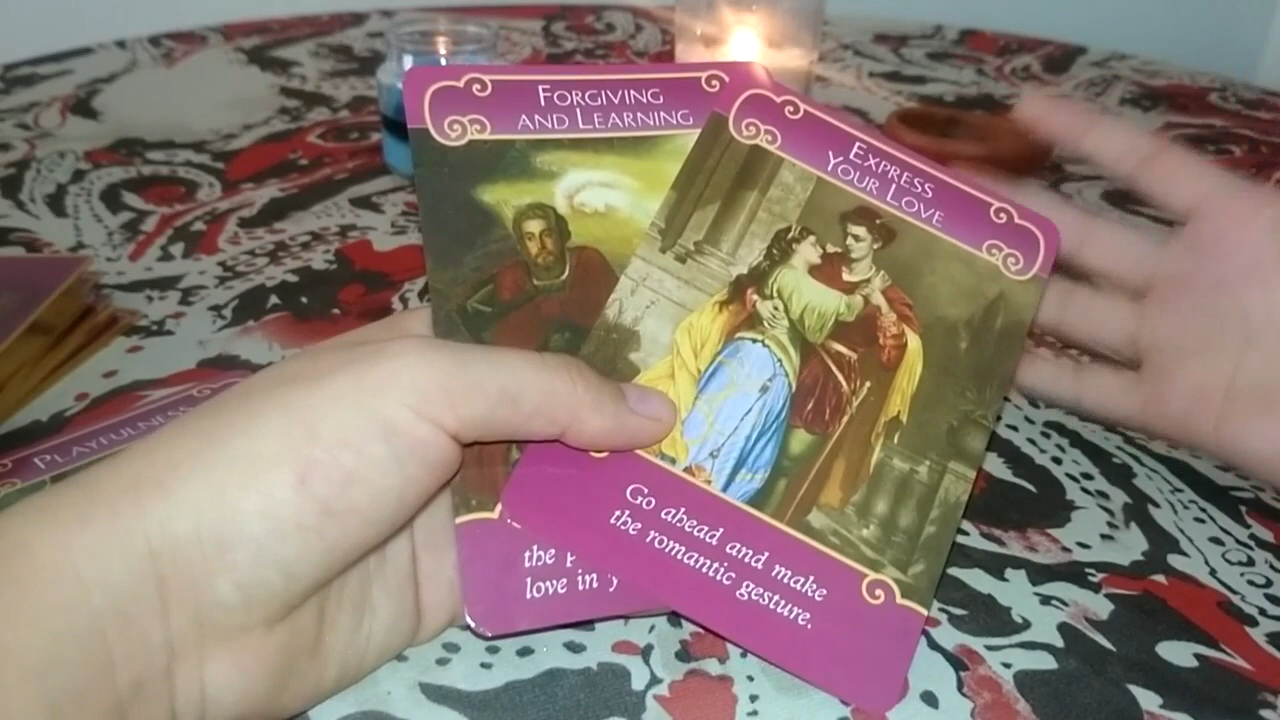 FORGIVING
AND LEARNING
EXPRESS
YOUR LOVE
Go ahead and make
the romantic gesture.
the
love in
PLAYFULNESS